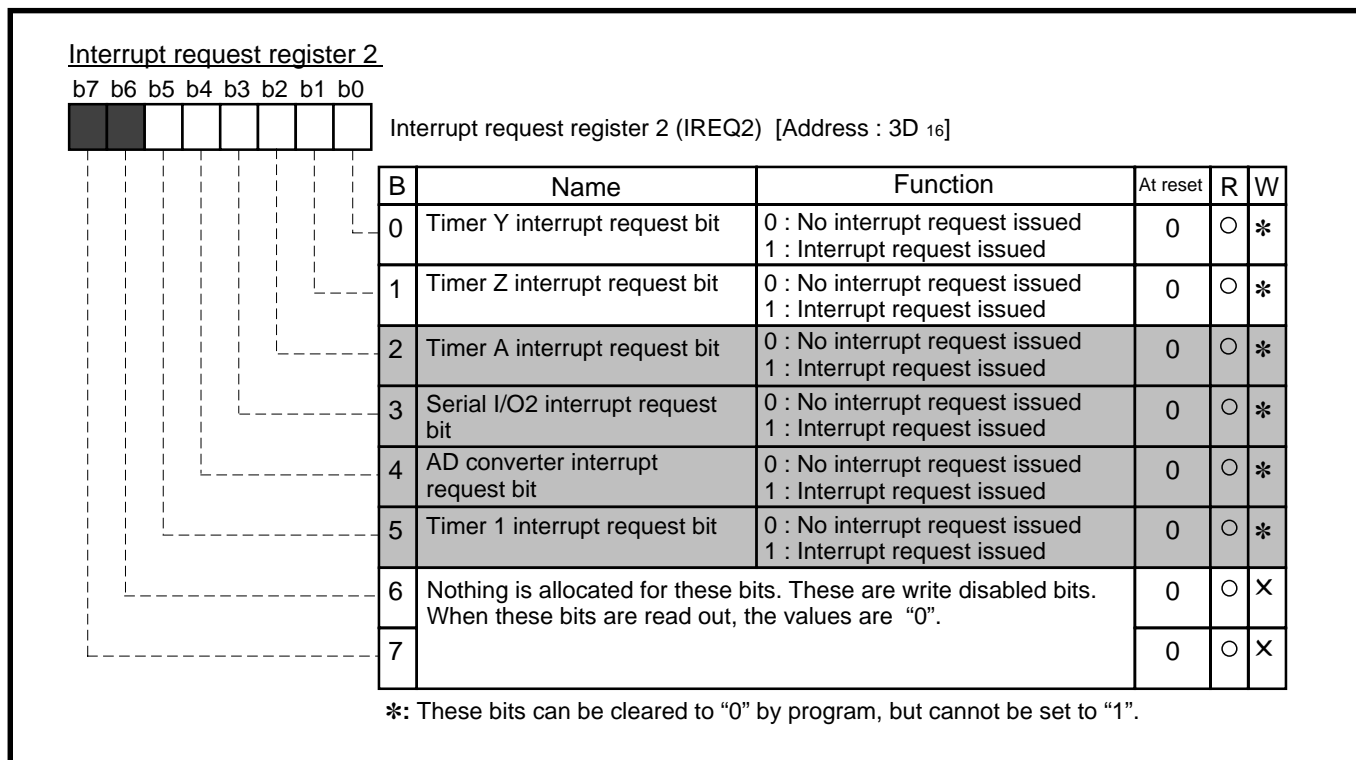 Interrupt request register 2
b7 b6 b5 b4 b3 b2 b1 b0
Interrupt request register 2 (IREQ2) [Address : 3D 16]
B Name Function At reset R W
0 Timer Y interrupt request bit 0 : No interrupt request issued 0 ○ ✻
1 : Interrupt request issued
1 Timer Z interrupt request bit 0 : No interrupt request issued 0 ○ ✻
1 : Interrupt request issued
2 Timer A interrupt request bit 0 : No interrupt request issued 0 ○ ✻
1 : Interrupt request issued
3 Serial I/O2 interrupt request 0 : No interrupt request issued 0 ○ ✻
bit 1 : Interrupt request issued
4 AD converter interrupt 0 : No interrupt request issued 0 ○ ✻
request bit 1 : Interrupt request issued
5 Timer 1 interrupt request bit 0 : No interrupt request issued 0 ○ ✻
1 : Interrupt request issued
6 Nothing is allocated for these bits. These are write disabled bits. 0 ○ ×
When these bits are read out, the values are “0”.
7 0 ○ ×
✻: These bits can be cleared to “0” by program, but cannot be set to “1”.